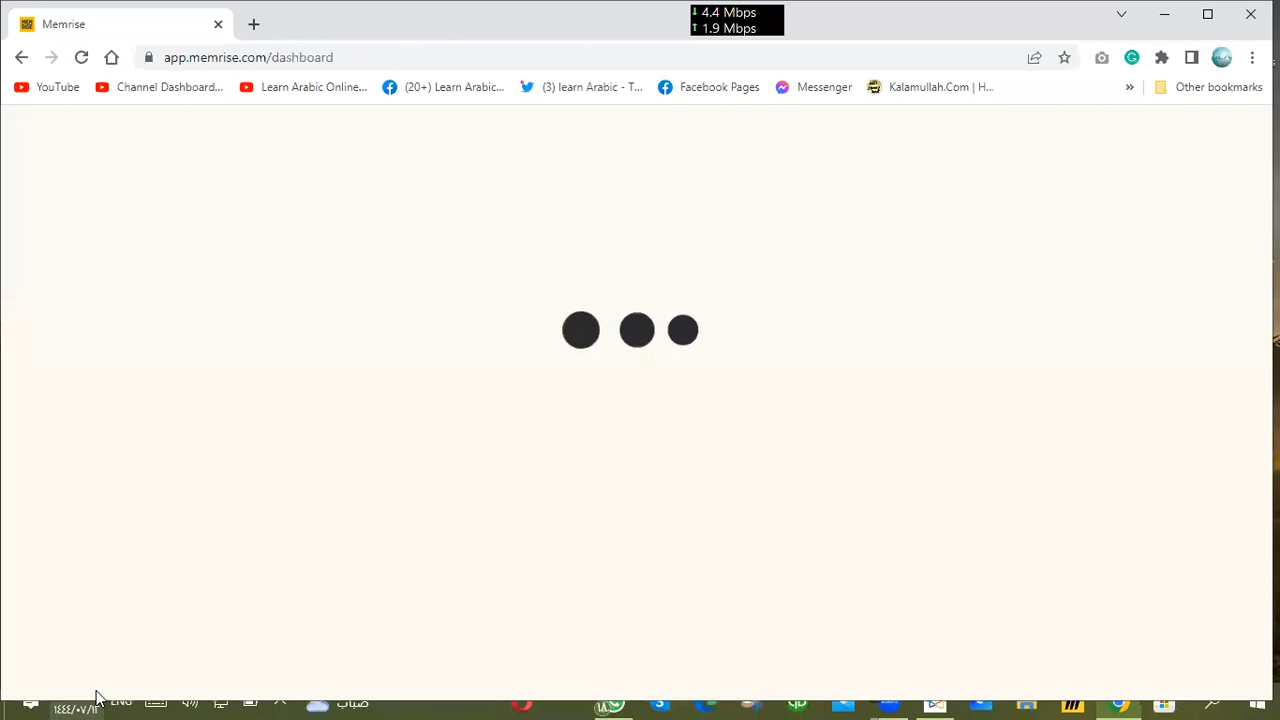 Memrise
4.4 Mbps
1.9 Mbps
app.memrise.com/dashboard
YouTube
Channel Dashboard...
Learn Arabic Online...
(20+) Learn Arabic...
(3) learn Arabic - T...
Facebook Pages
Messenger
Kalamullah.Com | H...
»
Other bookmarks
ENG
ضباب